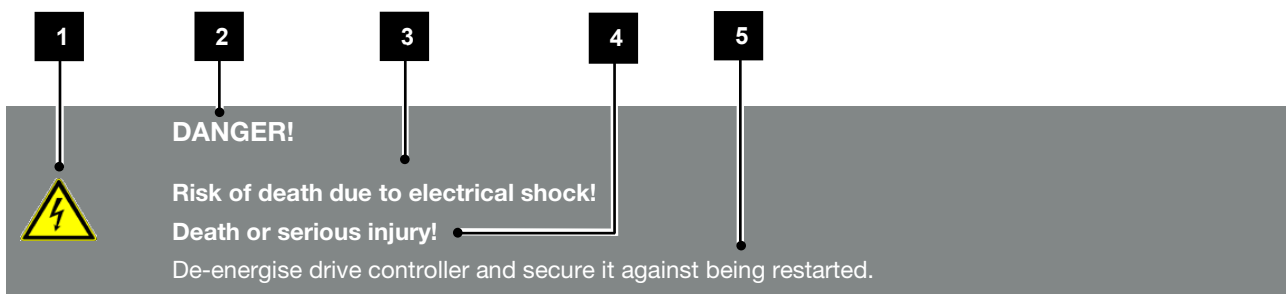 1 2 3 4 5
DANGER!
Risk of death due to electrical shock!
Death or serious injury!
De-energise drive controller and secure it against being restarted.